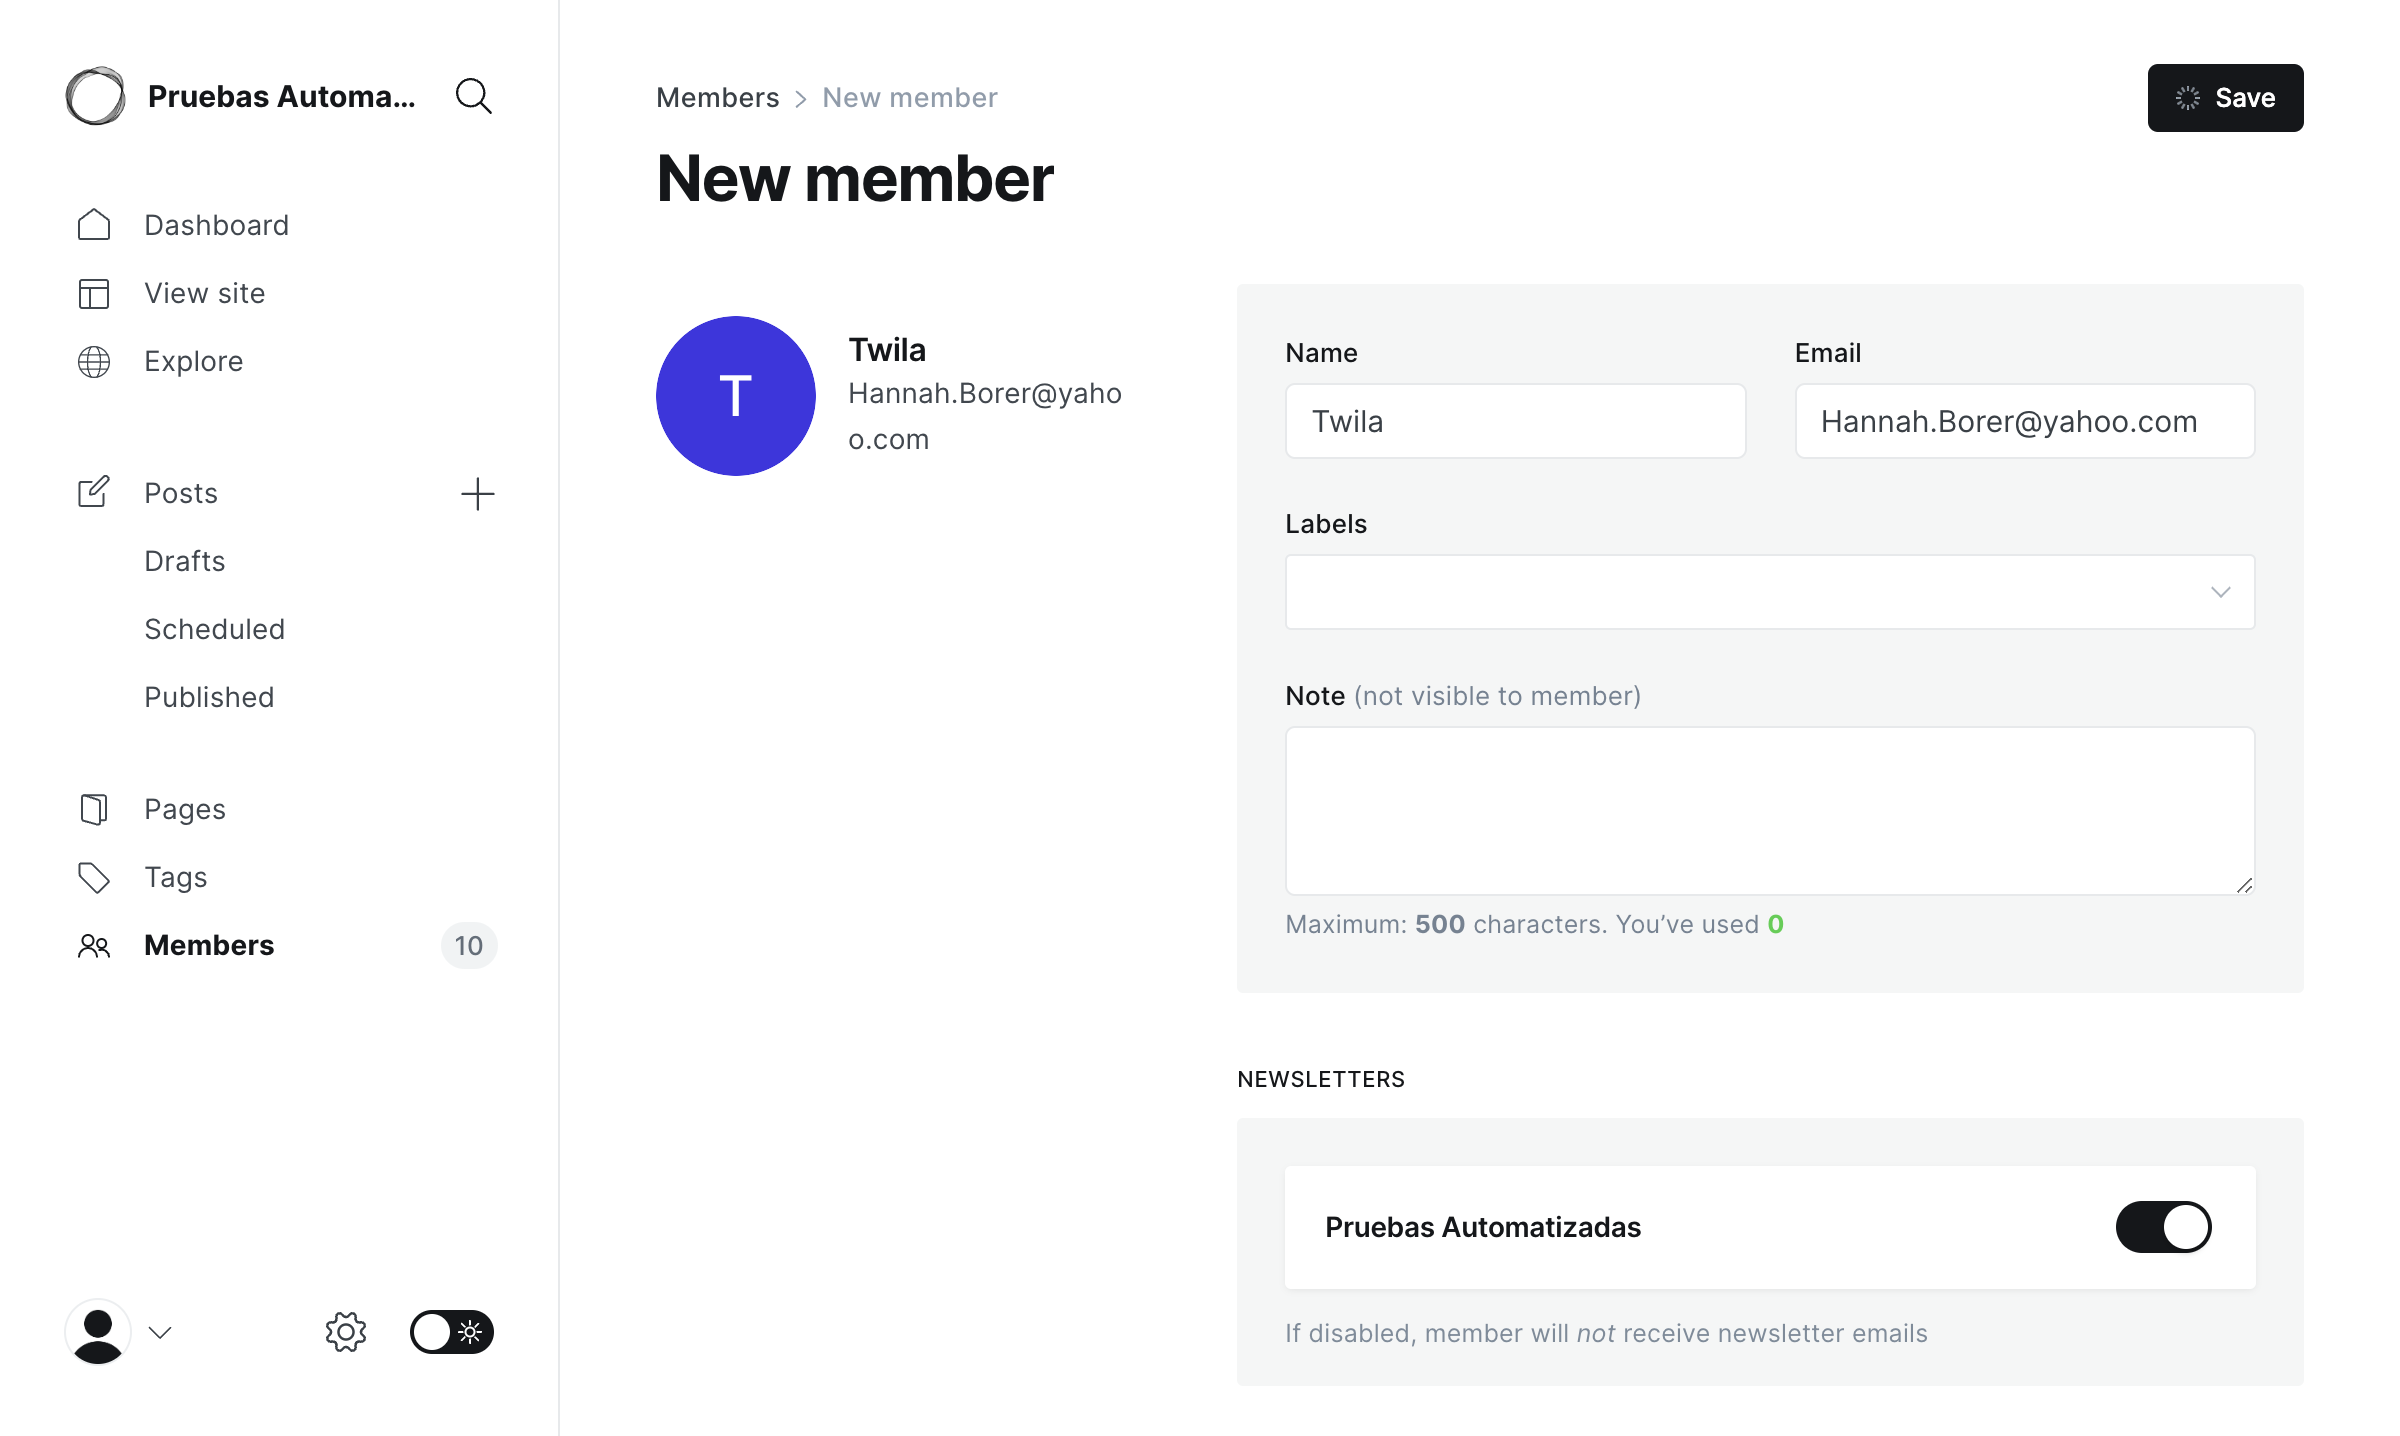 Pruebas Automa...
Dashboard
View site
Explore
Posts
Drafts
Scheduled
Published
Pages
Tags
Members
10
Members > New member
Save
New member
T
Twila
Hannah.Borer@yaho
o.com
Name
Email
Twila
Hannah.Borer@yahoo.com
Labels
Note (not visible to member)
Maximum: 500 characters. You’ve used 0
NEWSLETTERS
Pruebas Automatizadas
If disabled, member will not receive newsletter emails